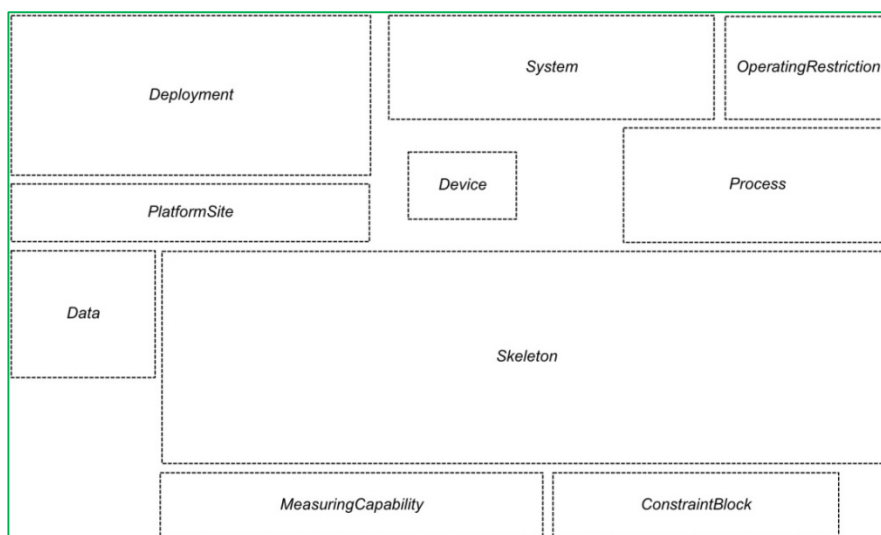 Deployment
System
OperatingRestriction
Device
Process
PlatformSite
Data
Skeleton
MeasuringCapability
ConstraintBlock